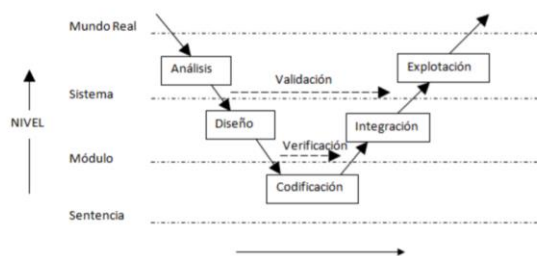 Mundo Real
Análisis
Explotación
Validación
Sistema
NIVEL
Diseño
Integración
Verificación
Módulo
Codificación
Sentencia